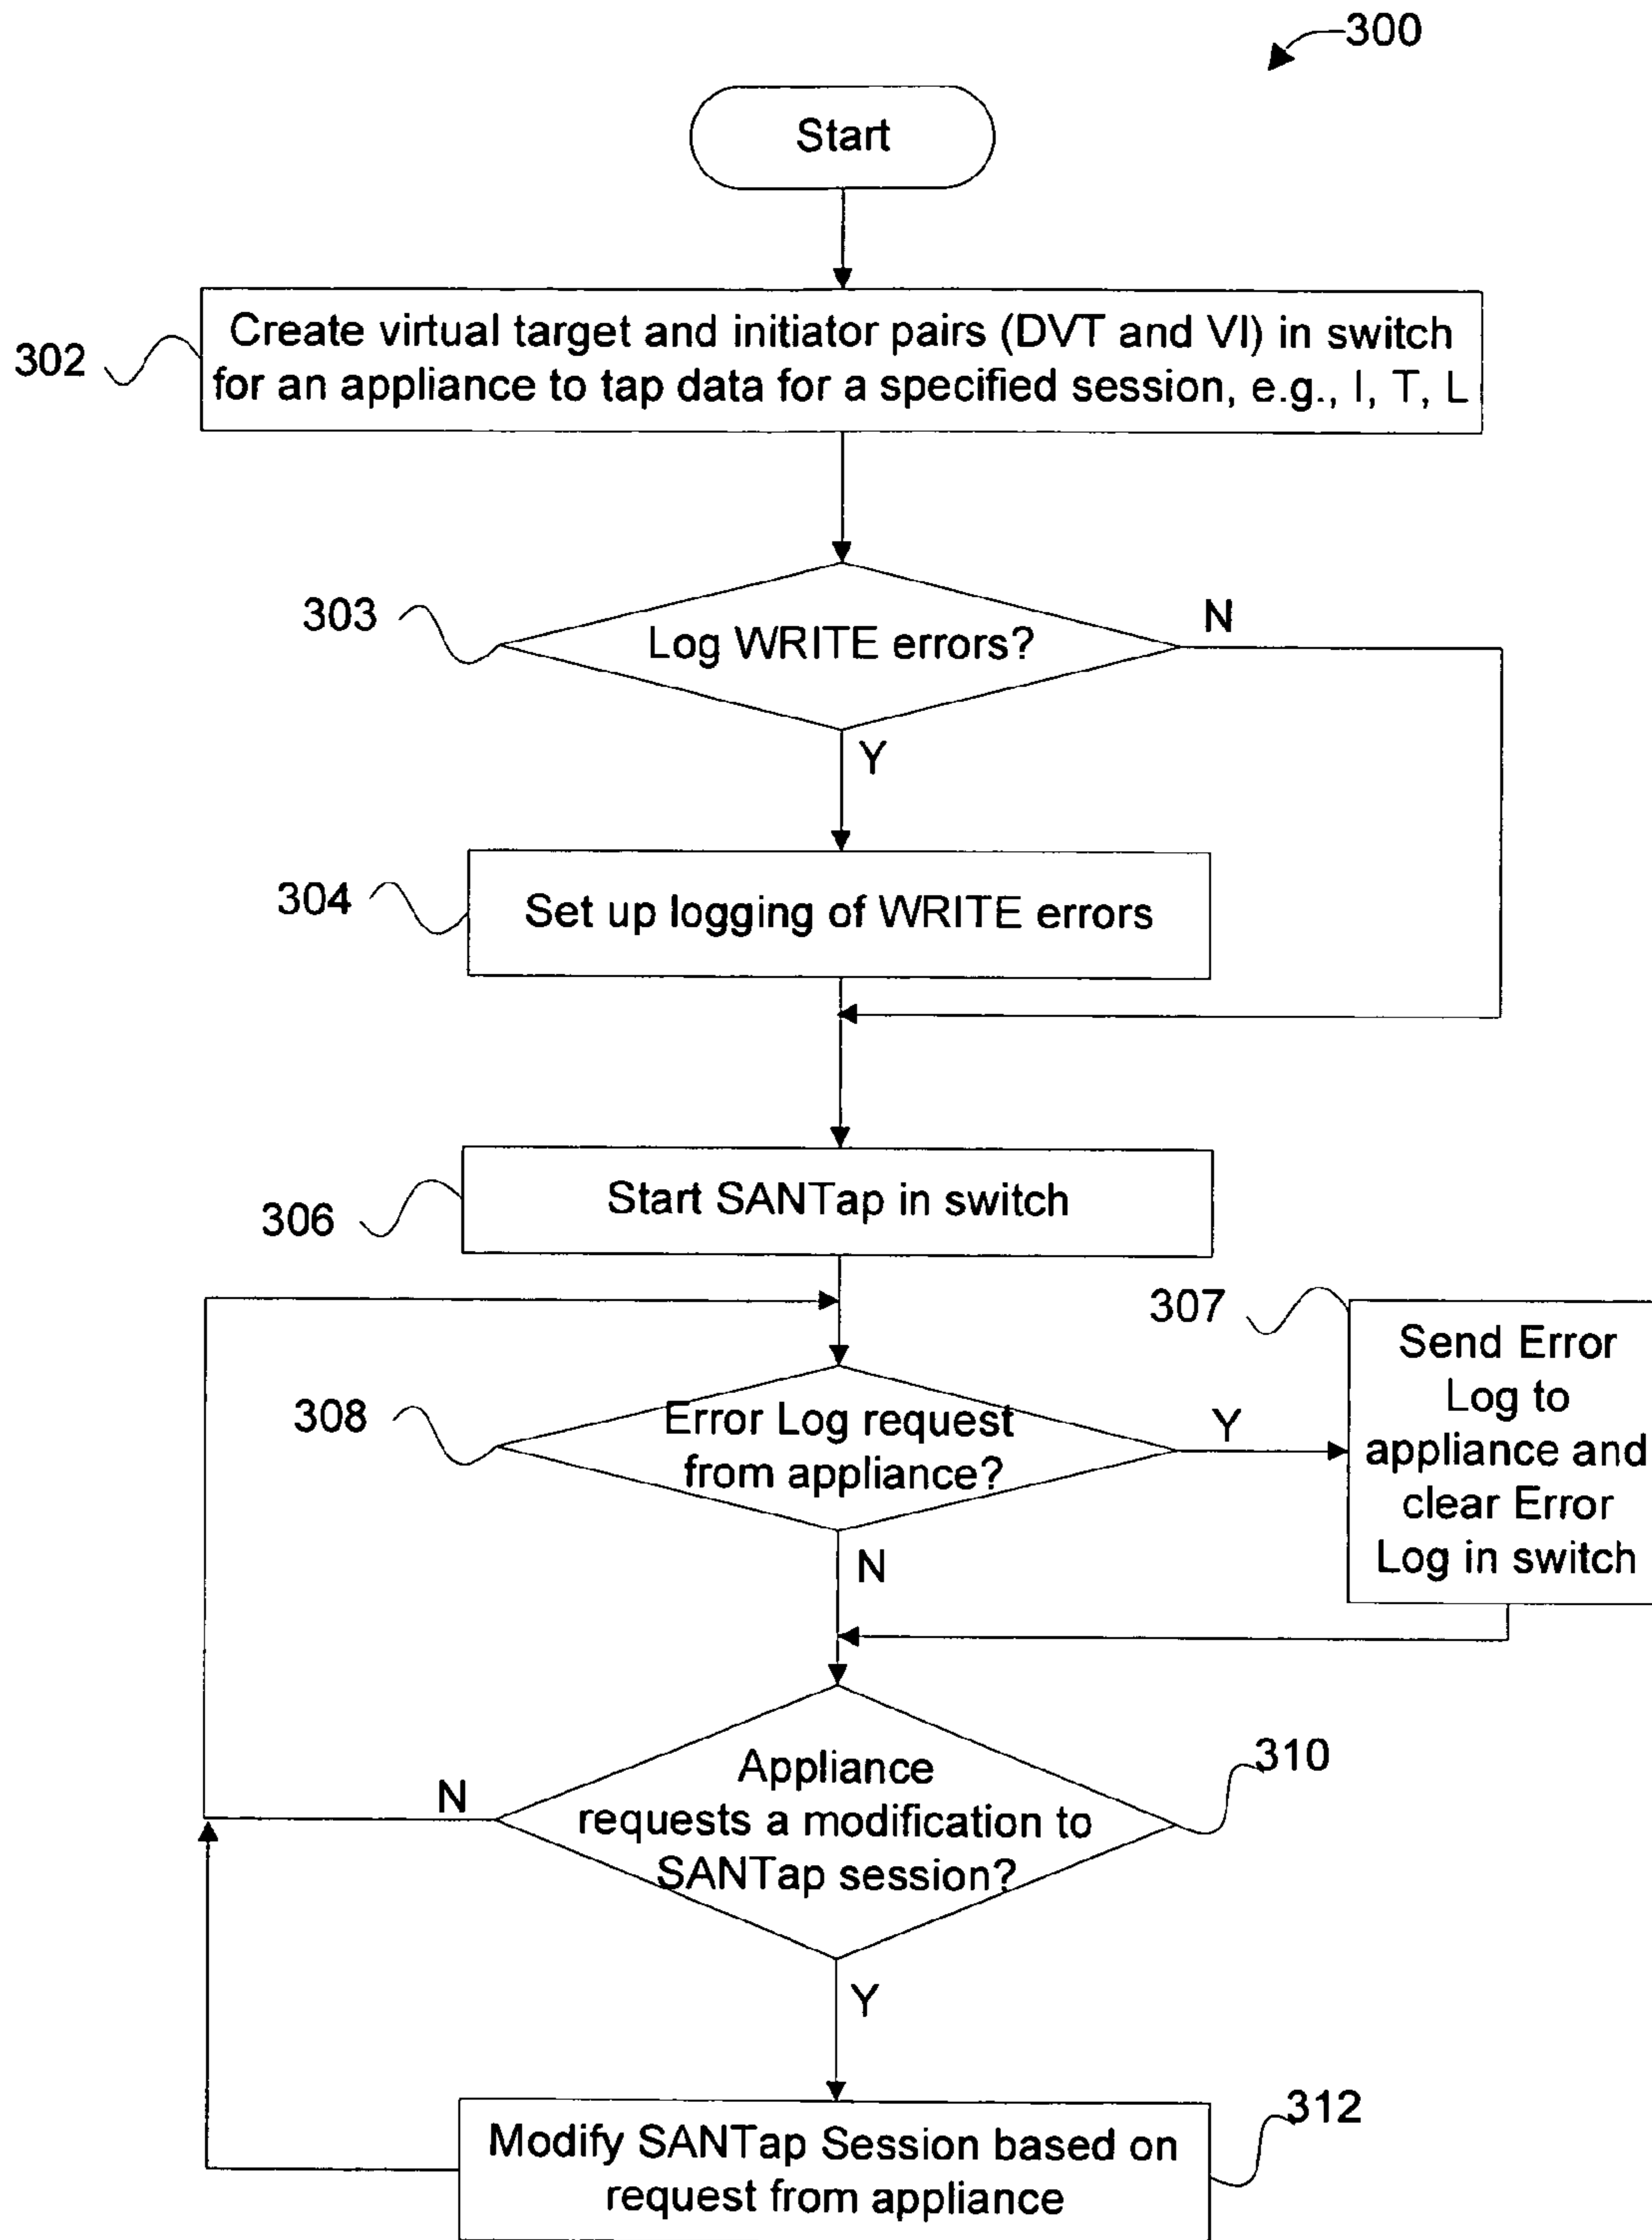 300
Start
302
Create virtual target and initiator pairs (DVT and VI) in switch
for an appliance to tap data for a specified session, e.g., I, T, L
303
Log WRITE errors?
N
Y
304
Set up logging of WRITE errors
306
Start SANTap in switch
307
Send Error
Log to
appliance and
clear Error
Log in switch
308
Error Log request
from appliance?
Y
N
310
Appliance
requests a modification to
SANTap session?
N
Y
312
Modify SANTap Session based on
request from appliance